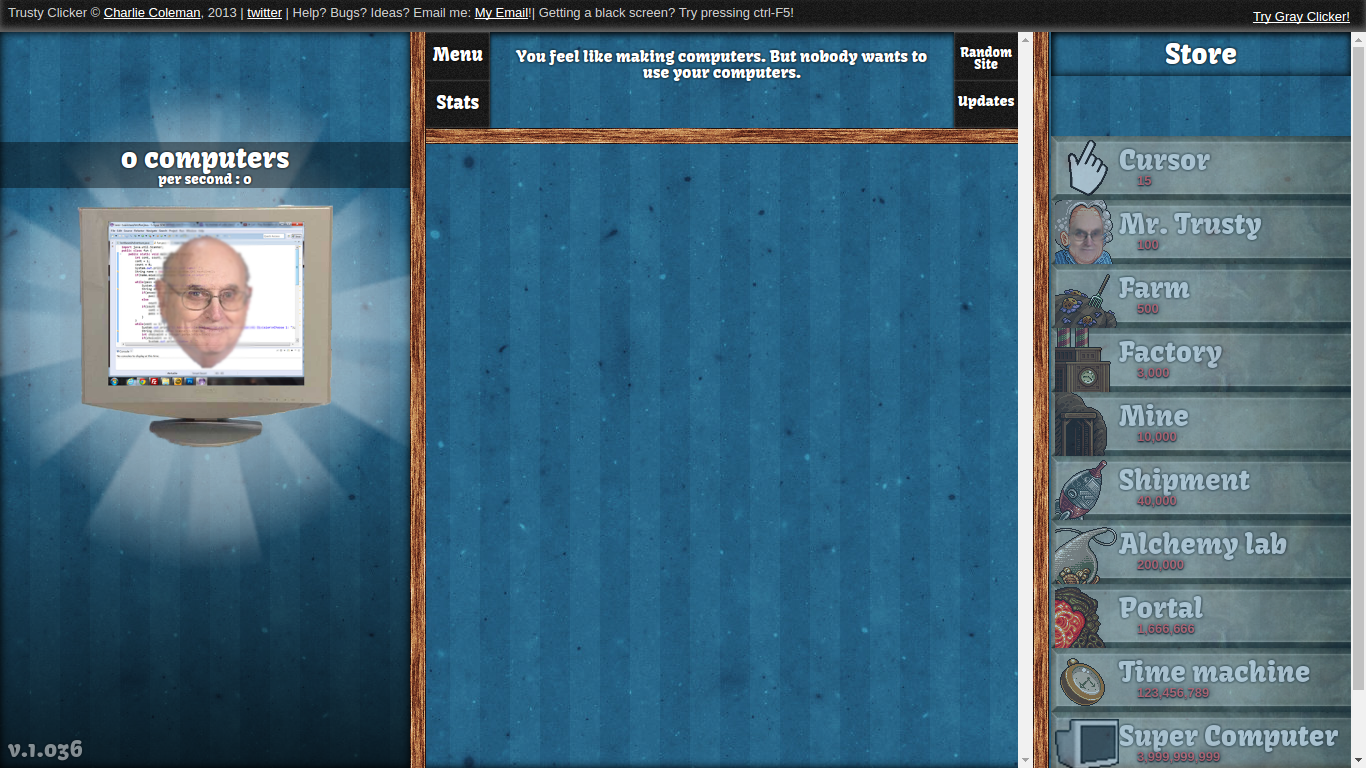 Trusty Clicker © Charlie Coleman, 2013 | twitter | Help? Bugs? Ideas? Email me: My Email!| Getting a black screen? Try pressing ctrl-F5!
Try Gray Clicker!
0 computers
per second : 0
v.1.036
Menu
Stats
You feel like making computers. But nobody wants to
use your computers.
Random
Site
Updates
Store
Cursor
15
Mr. Trusty
100
Farm
500
Factory
3,000
Mine
10,000
Shipment
40,000
Alchemy lab
200,000
Portal
1,666,666
Time machine
123,456,789
Super Computer
3,999,999,999